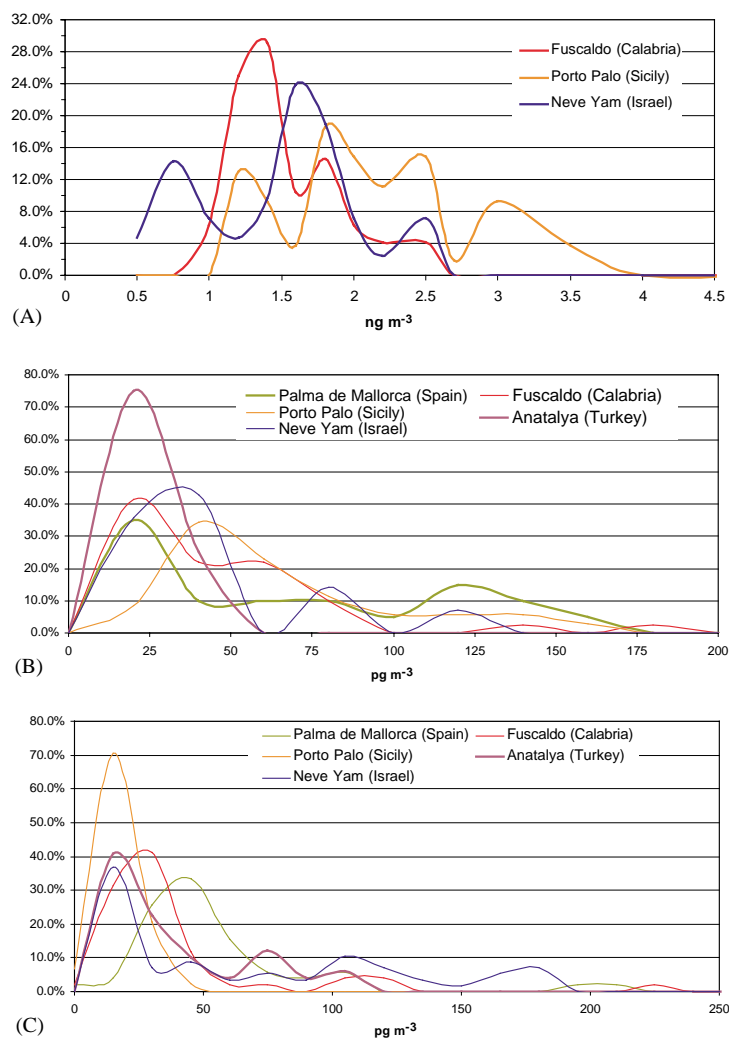 32.0%
28.0%
24.0%
20.0%
16.0%
12.0%
8.0%
4.0%
0.0%
Fuscaldo (Calabria)
Porto Palo (Sicily)
Neve Yam (Israel)
0 0.5 1 1.5 2 2.5 3 3.5 4 4.5
ng m-3
(A)
80.0%
70.0%
60.0%
50.0%
40.0%
30.0%
20.0%
10.0%
0.0%
Palma de Mallorca (Spain) Fuscaldo (Calabria)
Porto Palo (Sicily) Anatalya (Turkey)
Neve Yam (Israel)
0 25 50 75 100 125 150 175 200
pg m-3
(B)
80.0%
70.0%
60.0%
50.0%
40.0%
30.0%
20.0%
10.0%
0.0%
Palma de Mallorca (Spain) Fuscaldo (Calabria)
Porto Palo (Sicily) Anatalya (Turkey)
Neve Yam (Israel)
0 50 100 150 200 250
pg m-3
(C)